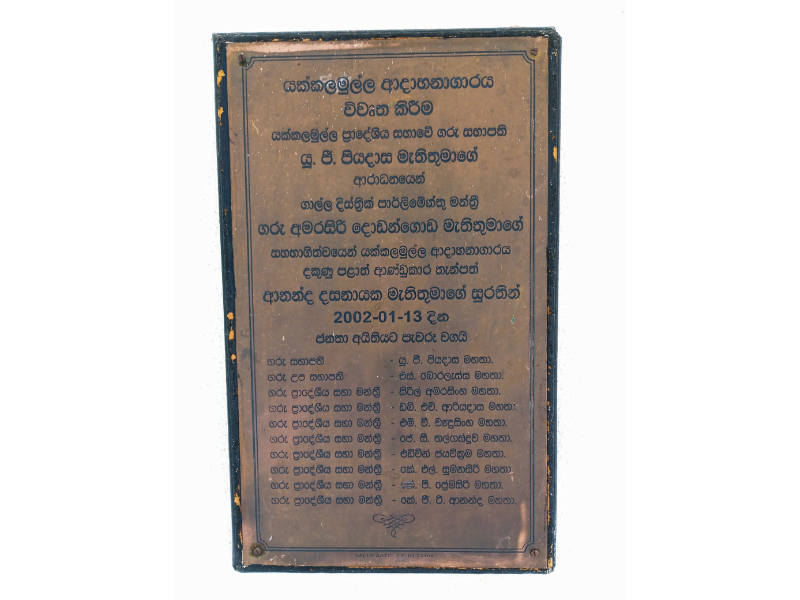 යක්කලමුල්ල ආදාහනාගාරය
විවෘත කිරීම
යක්කලමුල්ල ප්‍රාදේශීය සභාවේ ගරු සභාපති
යූ. ජී. පියදාස මැතිතුමාගේ
ආරාධනයෙන්
ගාල්ල දිස්ත්‍රික් පාර්ලිමේන්තු මන්ත්‍රී
ගරු අමරසිරි දොඩන්ගොඩ මැතිතුමාගේ
සහභාගිත්වයෙන් යක්කලමුල්ල ආදාහනාගාරය
දකුණු පළාත් ආණ්ඩුකාර තැන්පත්
ආනන්ද දසනායක මැතිතුමාගේ සුරතින්
2002-01-13 දින
ජනතා අයිතියට පැවරූ වගයි
ගරු සභාපති - යු. පී. පියදාස මහතා.
ගරු උප සභාපති - එස්. බොරලැස්ස මහතා.
ගරු ප්‍රාදේශීය සභා මන්ත්‍රී - සිරිල් අමරසිංහ මහතා.
ගරු ප්‍රාදේශීය සභා මන්ත්‍රී - ඩබ්. එච්. ආරියදාස මහතා.
ගරු ප්‍රාදේශීය සභා මන්ත්‍රී - එම්. වී. චන්‍ද්‍රසිංහ මහතා.
ගරු ප්‍රාදේශීය සභා මන්ත්‍රී - ජේ. සී. තල්ගස්දූව මහතා.
ගරු ප්‍රාදේශීය සභා මන්ත්‍රී - එඩ්වින් ජයවික්‍රම මහතා.
ගරු ප්‍රාදේශීය සභා මන්ත්‍රී - කේ. එල්. සුමනසිරි මහතා.
ගරු ප්‍රාදේශීය සභා මන්ත්‍රී - පී. ප්‍රේමසිරි මහතා.
ගරු ප්‍රාදේශීය සභා මන්ත්‍රී - කේ. ජී. ටී. ආනන්ද මහතා.